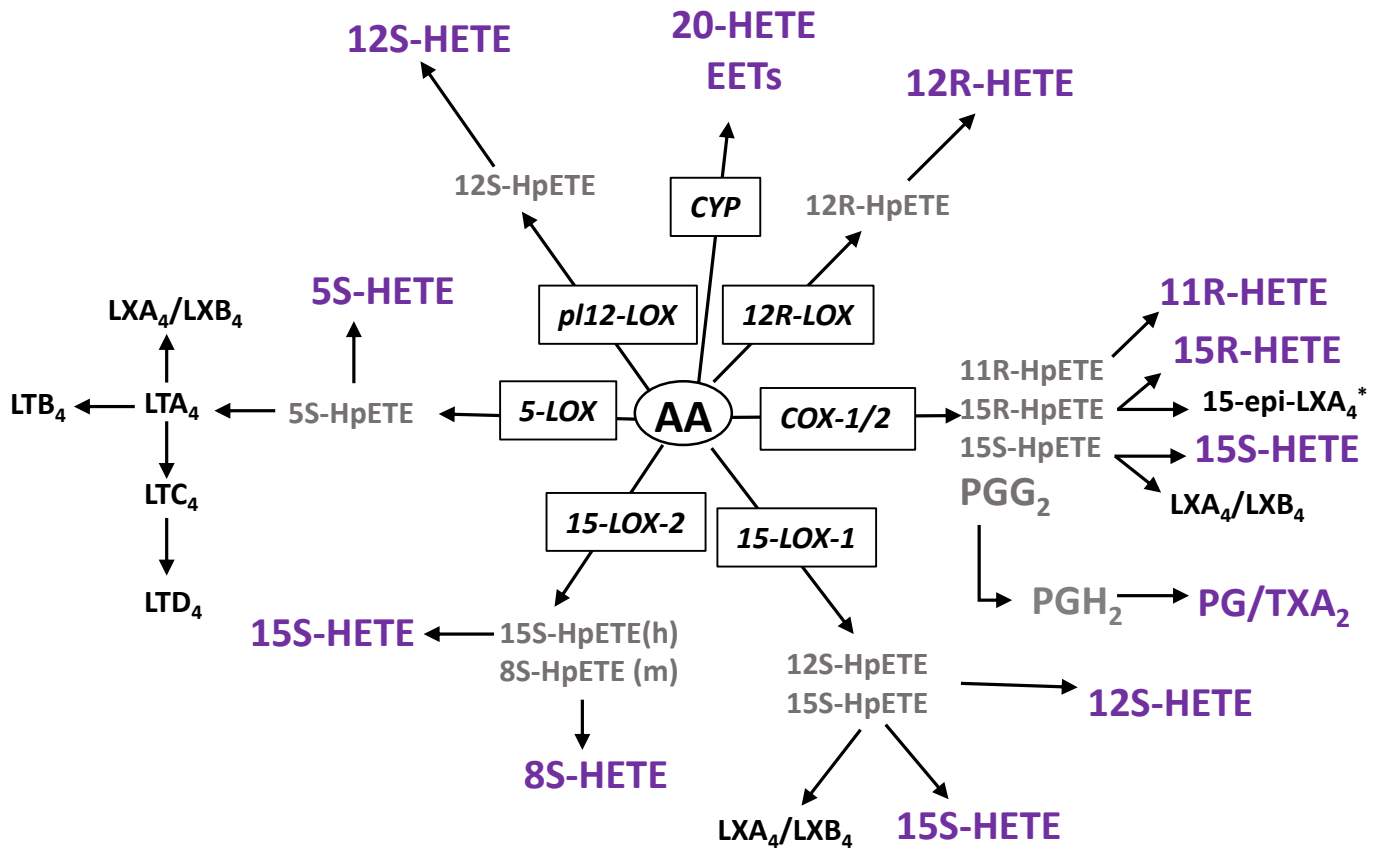 20-HETE
EETs
12S-HETE
12R-HETE
12S-HpETE
CYP
12R-HpETE
5S-HETE
11R-HETE
LXA₄/LXB₄
pl12-LOX
12R-LOX
15R-HETE
11R-HpETE
LTB₄
LTA₄
5S-HpETE
5-LOX
AA
COX-1/2
15R-HpETE
15-epi-LXA₄*
15S-HpETE
15S-HETE
LTC₄
PGG₂
LXA₄/LXB₄
15-LOX-2
15-LOX-1
LTD₄
PGH₂
PG/TXA₂
15S-HETE
15S-HpETE(h)
8S-HpETE (m)
12S-HpETE
15S-HpETE
12S-HETE
8S-HETE
LXA₄/LXB₄
15S-HETE